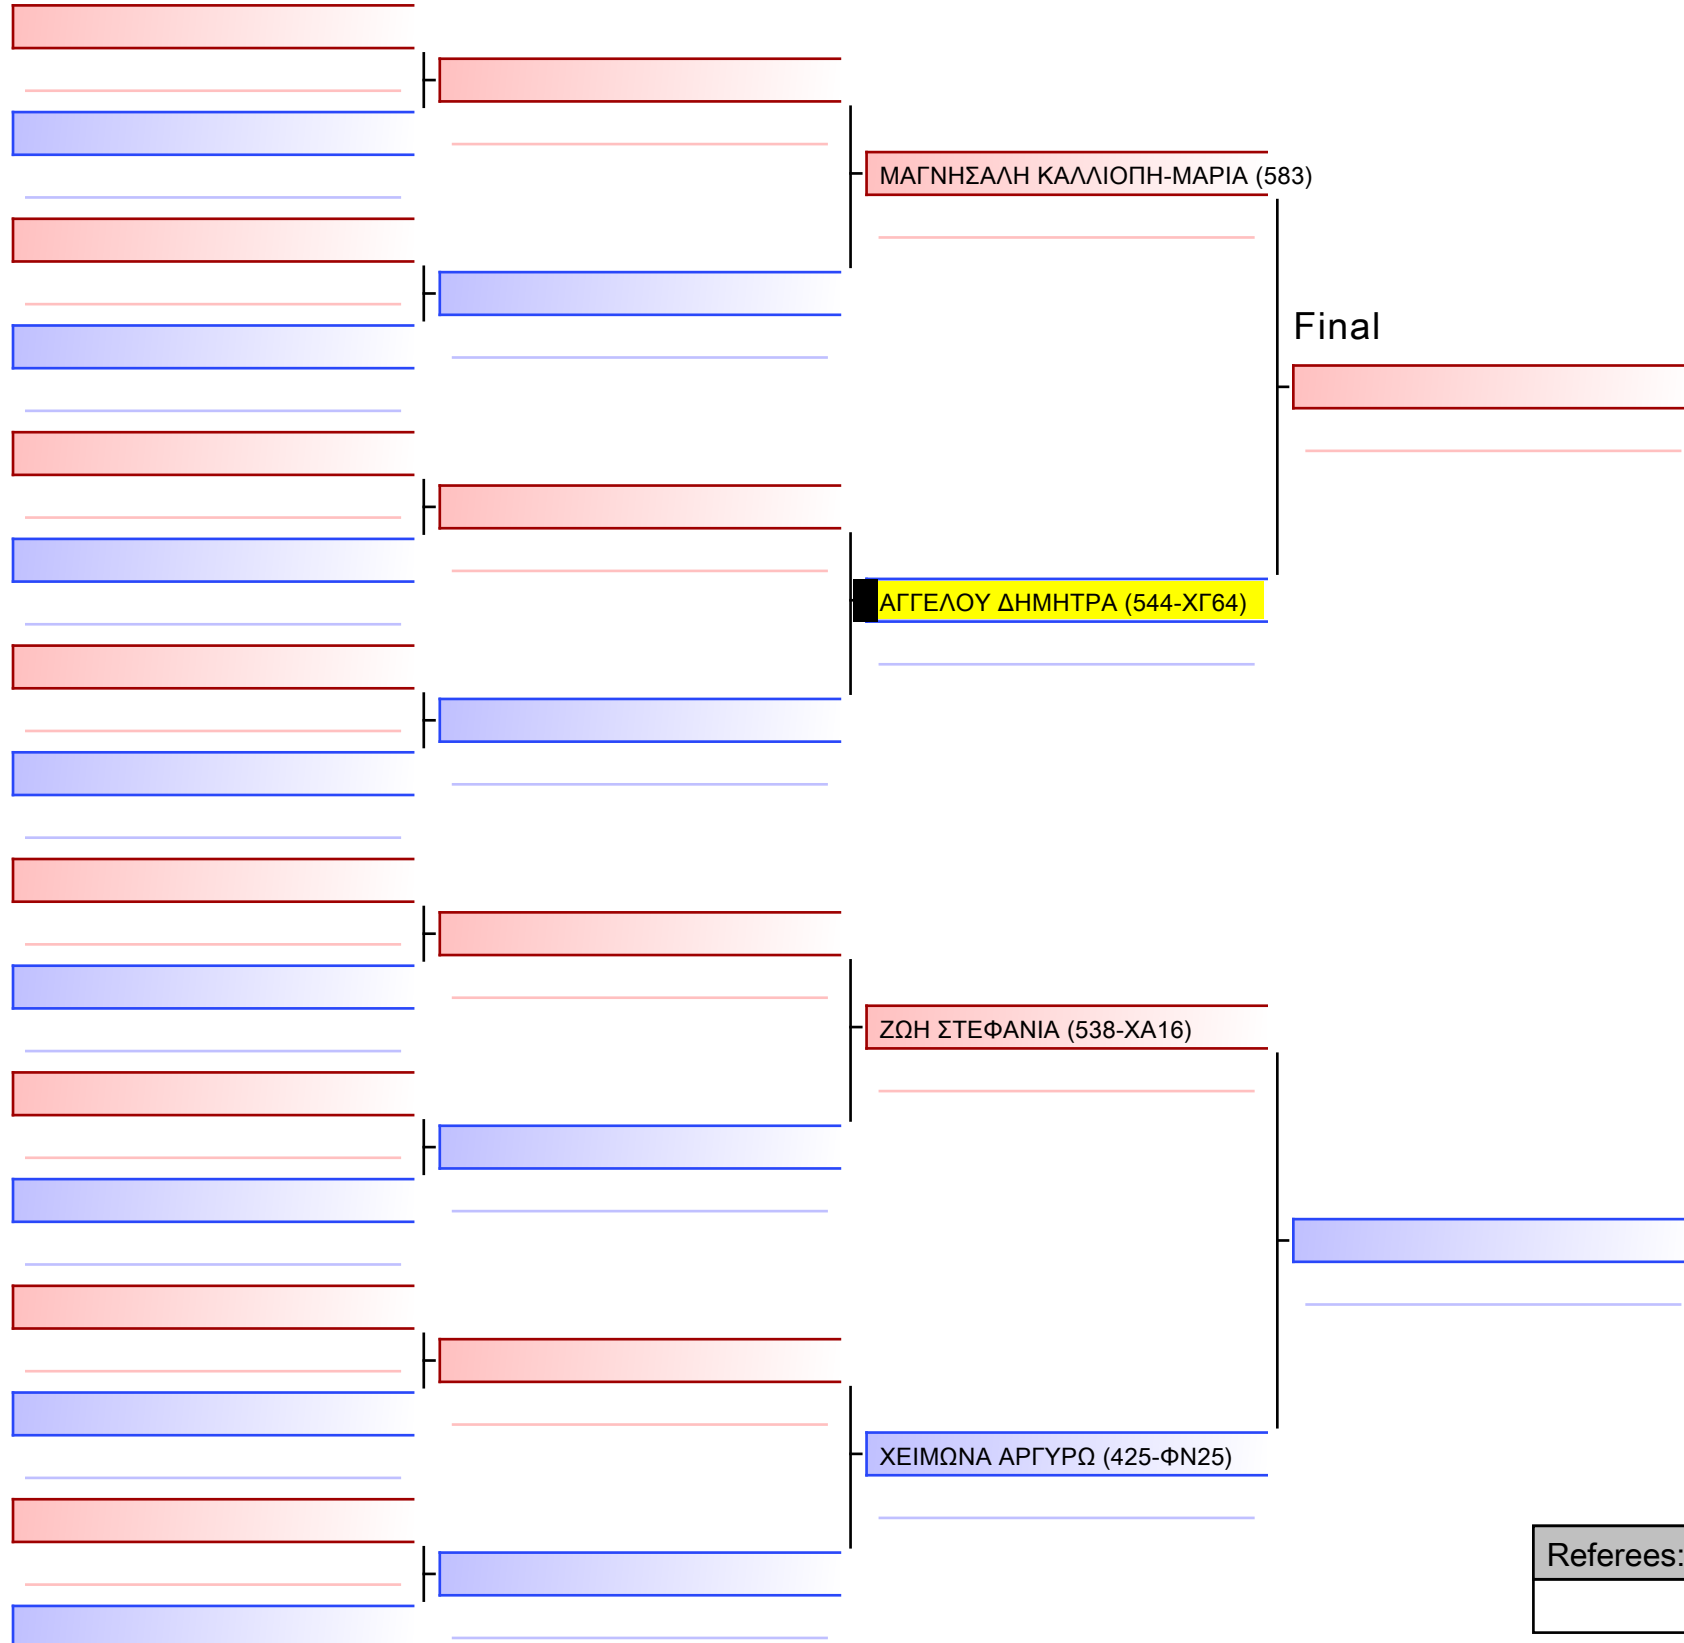 ΜΑΓΝΗΣΑΛΗ ΚΑΛΛΙΟΠΗ-ΜΑΡΙΑ (583)
Final
ΑΓΓΕΛΟΥ ΔΗΜΗΤΡΑ (544-ΧΓ64)
ΖΩΗ ΣΤΕΦΑΝΙΑ (538-ΧΑ16)
ΧΕΙΜΩΝΑ ΑΡΓΥΡΩ (425-ΦΝ25)
Referees: